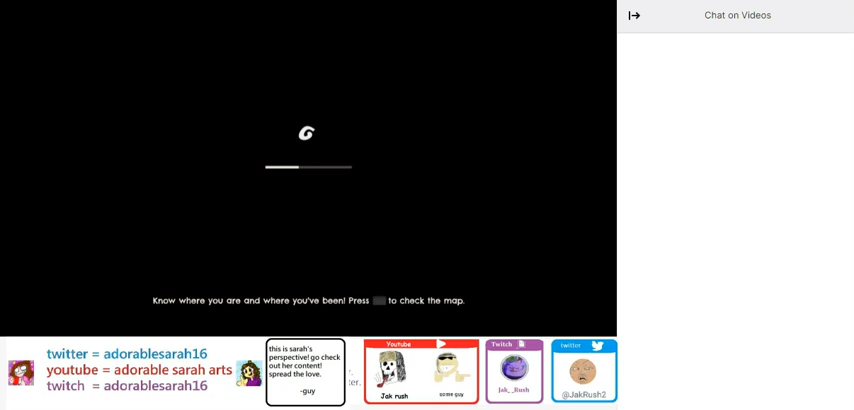 Chat on Videos
Know where you are and where you've been! Press to check the map.
twitter = adorablesarah16
youtube = adorable sarah arts
twitch = adorablesarah16
this is sarah's
perspective! go check
out her content!
spread the love.
-guy
Youtube
Jak rush
some guy
Twitch
Jak,_Rush
twitter
@JakRush2